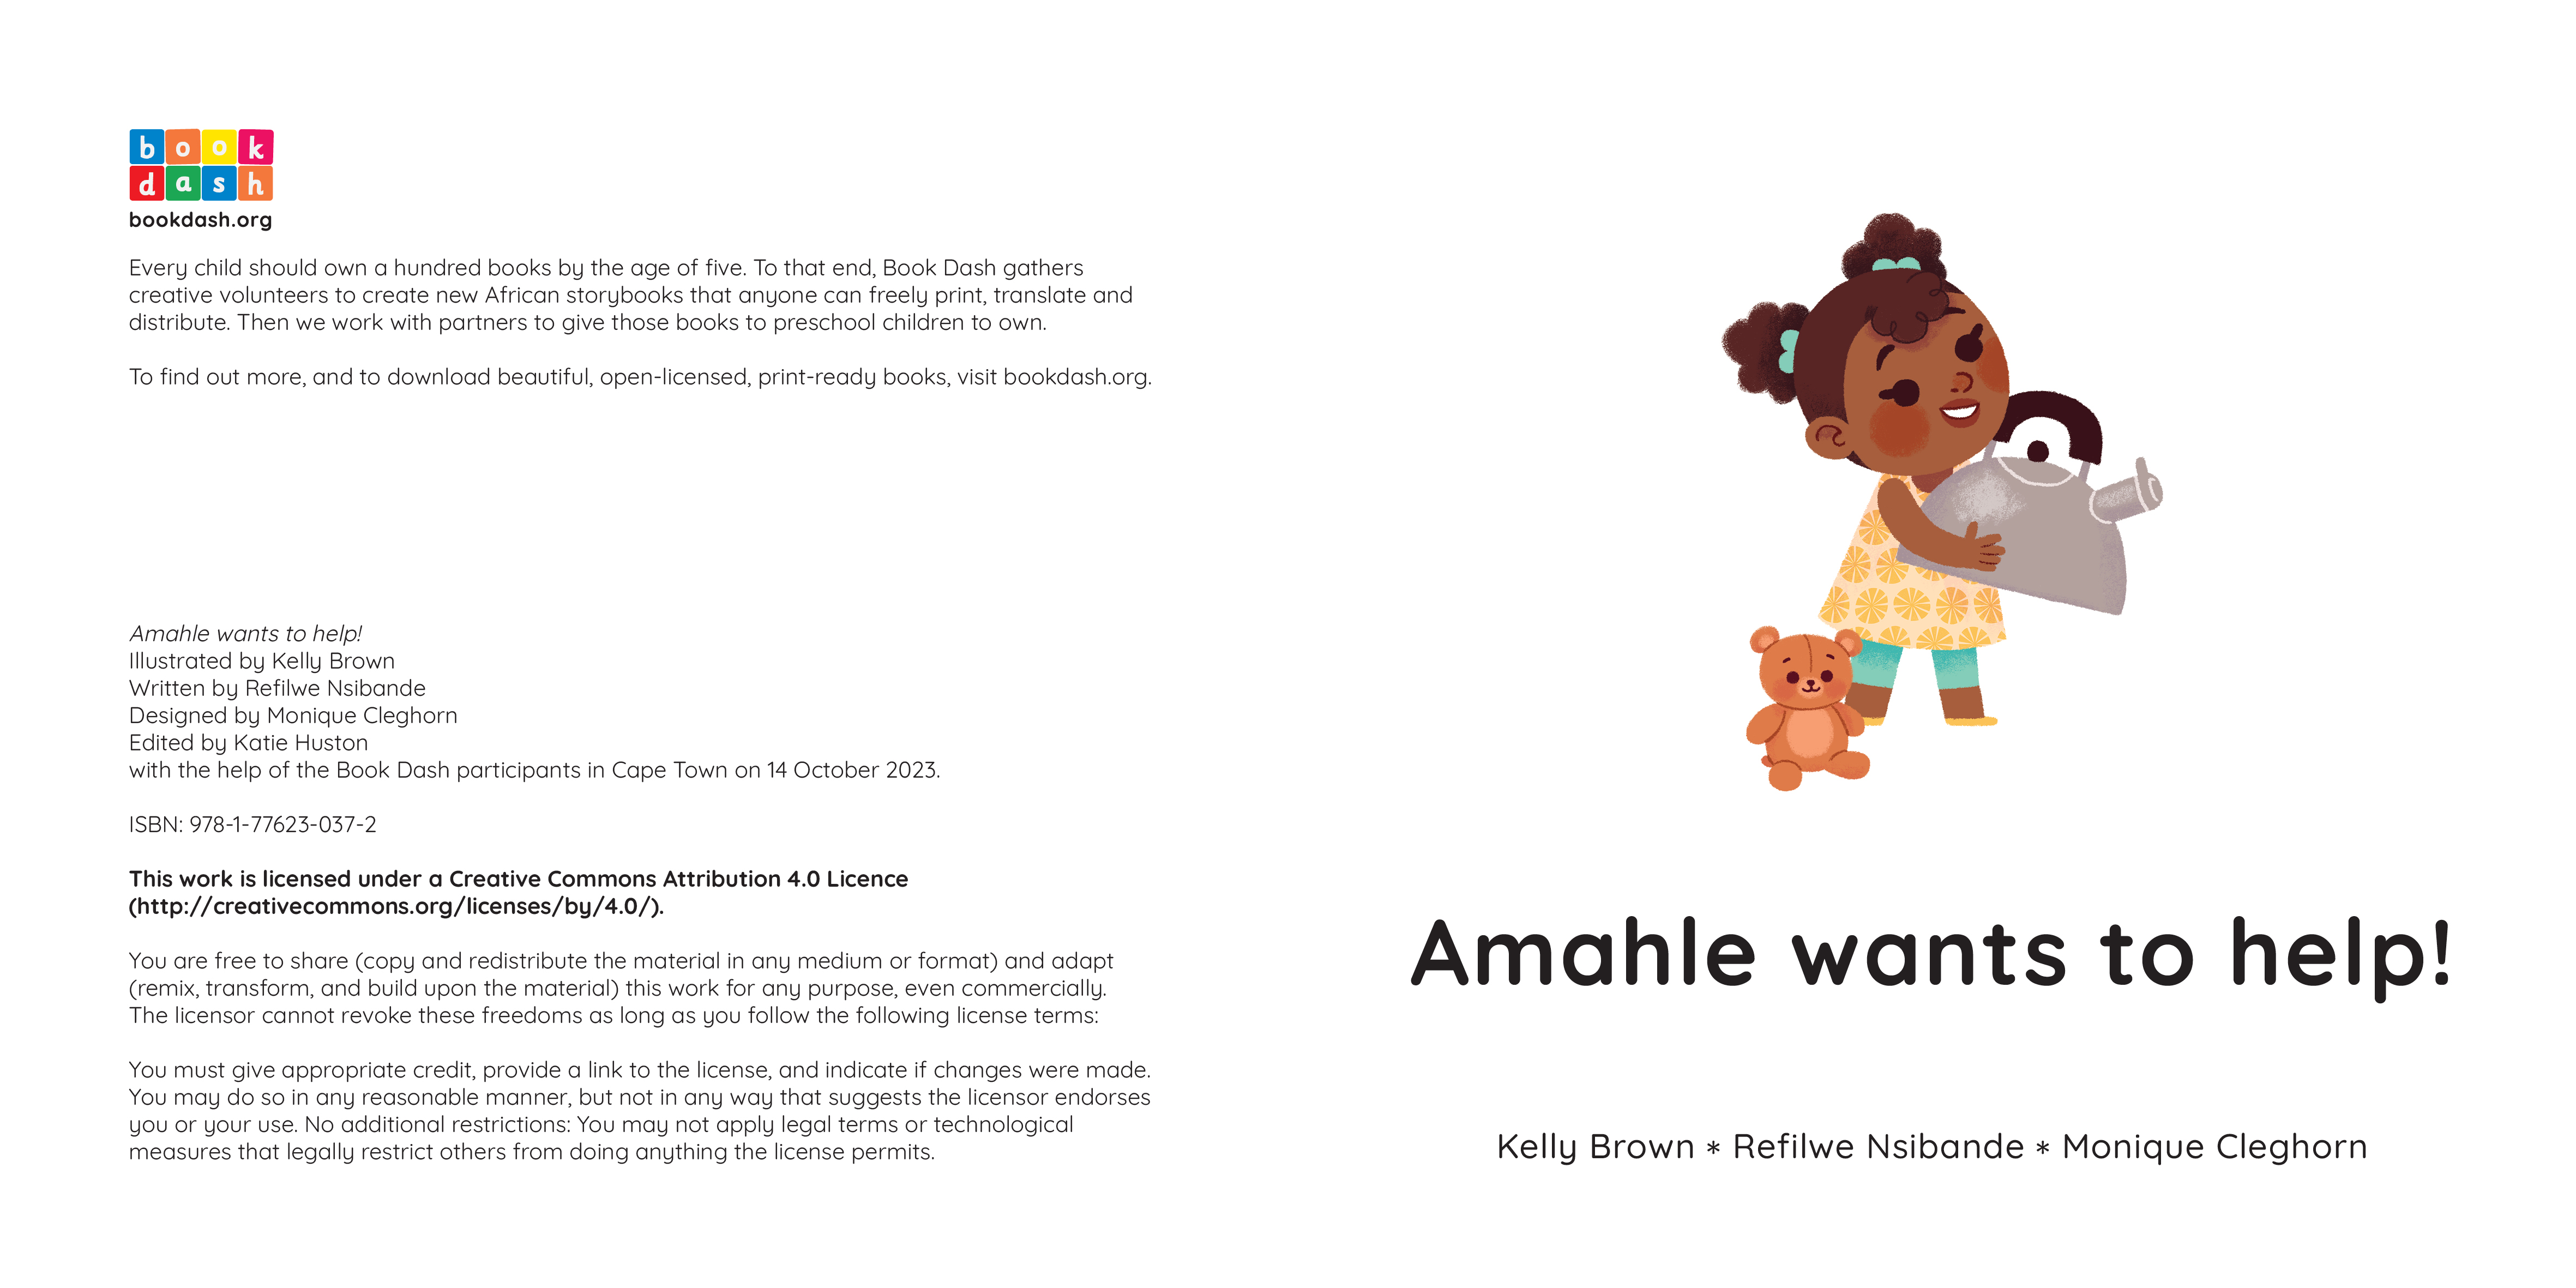 book
dash
bookdash.org
Every child should own a hundred books by the age of five. To that end, Book Dash gathers
creative volunteers to create new African storybooks that anyone can freely print, translate and
distribute. Then we work with partners to give those books to preschool children to own.
To find out more, and to download beautiful, open-licensed, print-ready books, visit bookdash.org.
Amahle wants to help!
Illustrated by Kelly Brown
Written by Refilwe Nsibande
Designed by Monique Cleghorn
Edited by Katie Huston
with the help of the Book Dash participants in Cape Town on 14 October 2023.
ISBN: 978-1-77623-037-2
This work is licensed under a Creative Commons Attribution 4.0 Licence
(http://creativecommons.org/licenses/by/4.0/).
You are free to share (copy and redistribute the material in any medium or format) and adapt
(remix, transform, and build upon the material) this work for any purpose, even commercially.
The licensor cannot revoke these freedoms as long as you follow the following license terms:
You must give appropriate credit, provide a link to the license, and indicate if changes were made.
You may do so in any reasonable manner, but not in any way that suggests the licensor endorses
you or your use. No additional restrictions: You may not apply legal terms or technological
measures that legally restrict others from doing anything the license permits.
Amahle wants to help!
Kelly Brown * Refilwe Nsibande * Monique Cleghorn